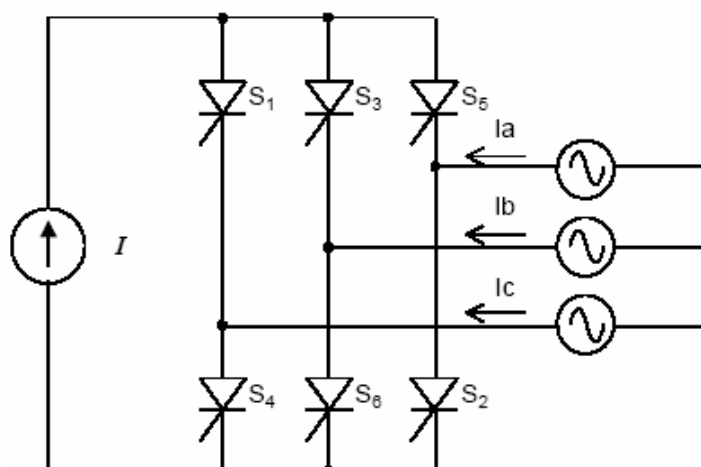 S₁ S₃ S₅
Ia
Ib
I
Ic
S₄ S₆ S₂